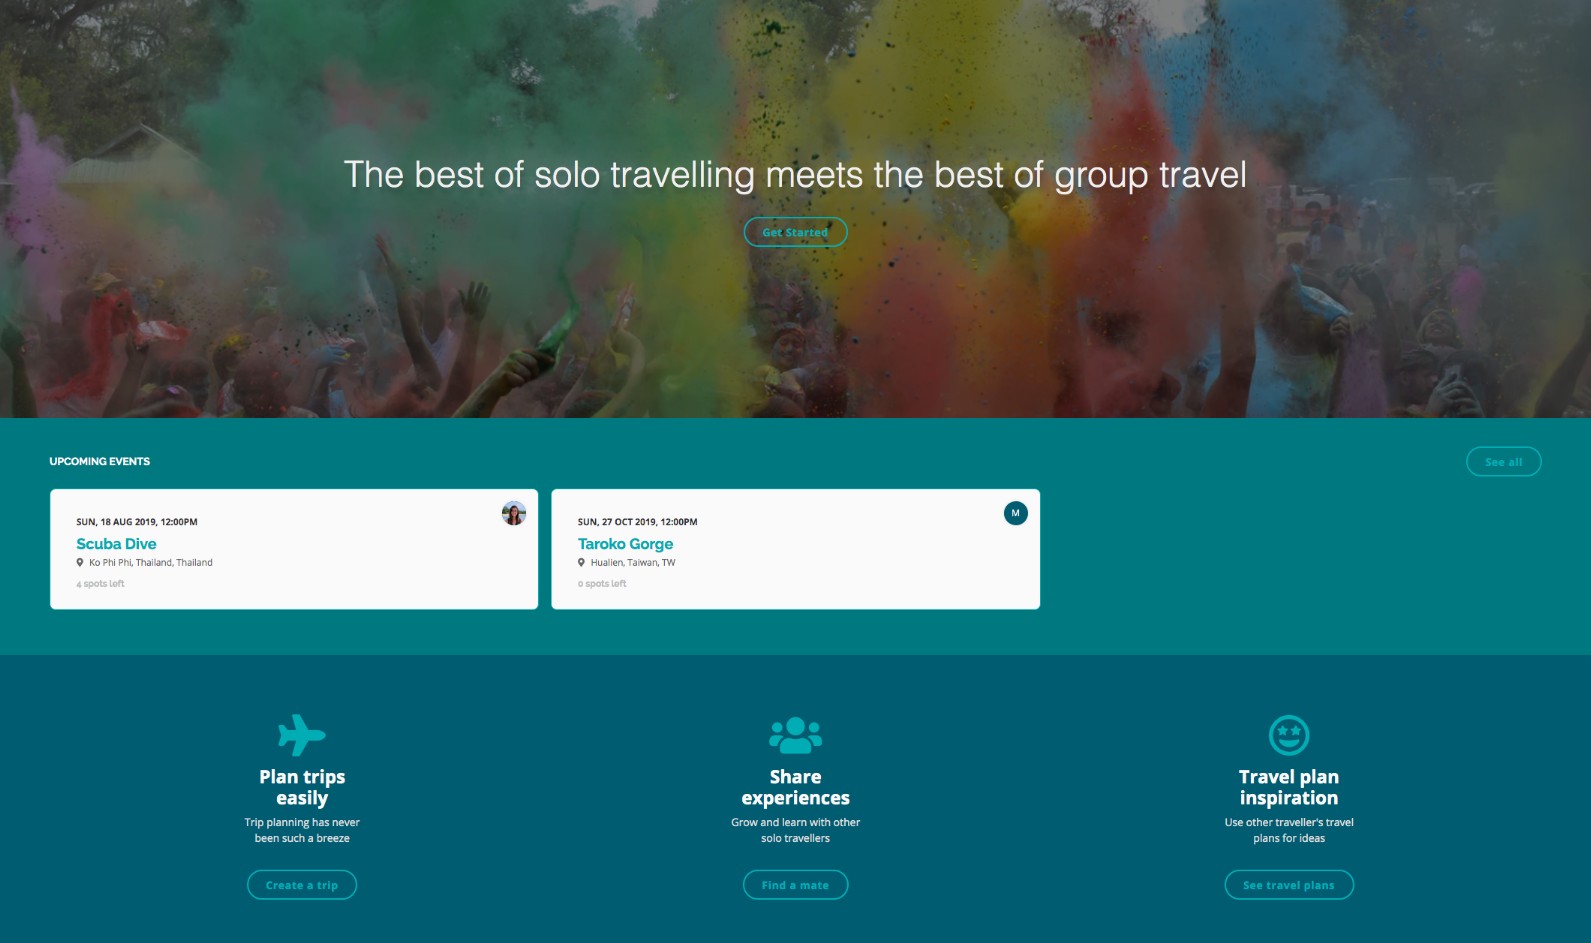 The best of solo travelling meets the best of group travel
Get Started
UPCOMING EVENTS
See all
SUN, 18 AUG 2019, 12:00PM
Scuba Dive
Ko Phi Phi, Thailand, Thailand
4 spots left
M
SUN, 27 OCT 2019, 12:00PM
Taroko Gorge
Hualien, Taiwan, TW
0 spots left
Plan trips
easily
Trip planning has never
been such a breeze
Create a trip
Share
experiences
Grow and learn with other
solo travellers
Find a mate
Travel plan
inspiration
Use other traveller's travel
plans for ideas
See travel plans